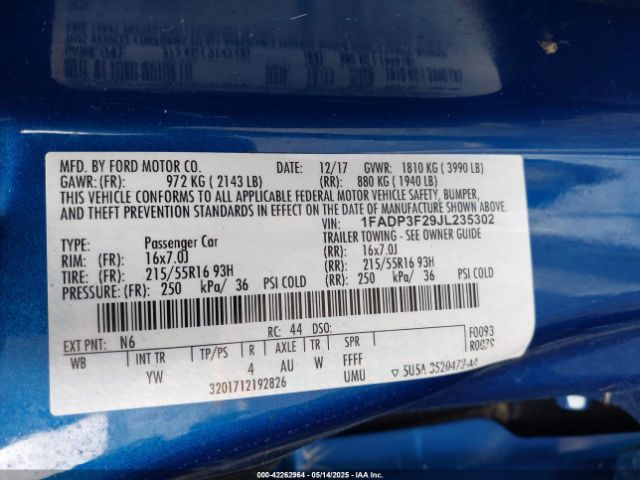 MFD. BY FORD MOTOR CO. DATE: 12/17 GVWR: 1810 KG ( 3990 LB)
GAWR: (FR): 972 KG ( 2143 LB) (RR): 880 KG ( 1940 LB)
THIS VEHICLE CONFORMS TO ALL APPLICABLE FEDERAL MOTOR VEHICLE SAFETY, BUMPER,
AND THEFT PREVENTION STANDARDS IN EFFECT ON THE DATE OF MANUFACTURE SHOWN ABOVE.
VIN: 1FADP3F29JL235302
TYPE: Passenger Car TRAILER TOWING - SEE OWNER GUIDE
RIM: (FR): 16x7.0J (RR): 16x7.0J
TIRE: (FR): 215/55R16 93H (RR): 215/55R16 93H
PRESSURE: (FR): 250 kPa/ 36 PSI COLD (RR): 250 kPa/ 36 PSI COLD
EXT PNT: N6 RC: 44 DSO: F0093
WB INT TR TP/PS R AXLE TR SPR R0279
YW 4 AU W FFFF
3201712192826 UMU
000-42262964 - 05/14/2025 - IAAI.COM